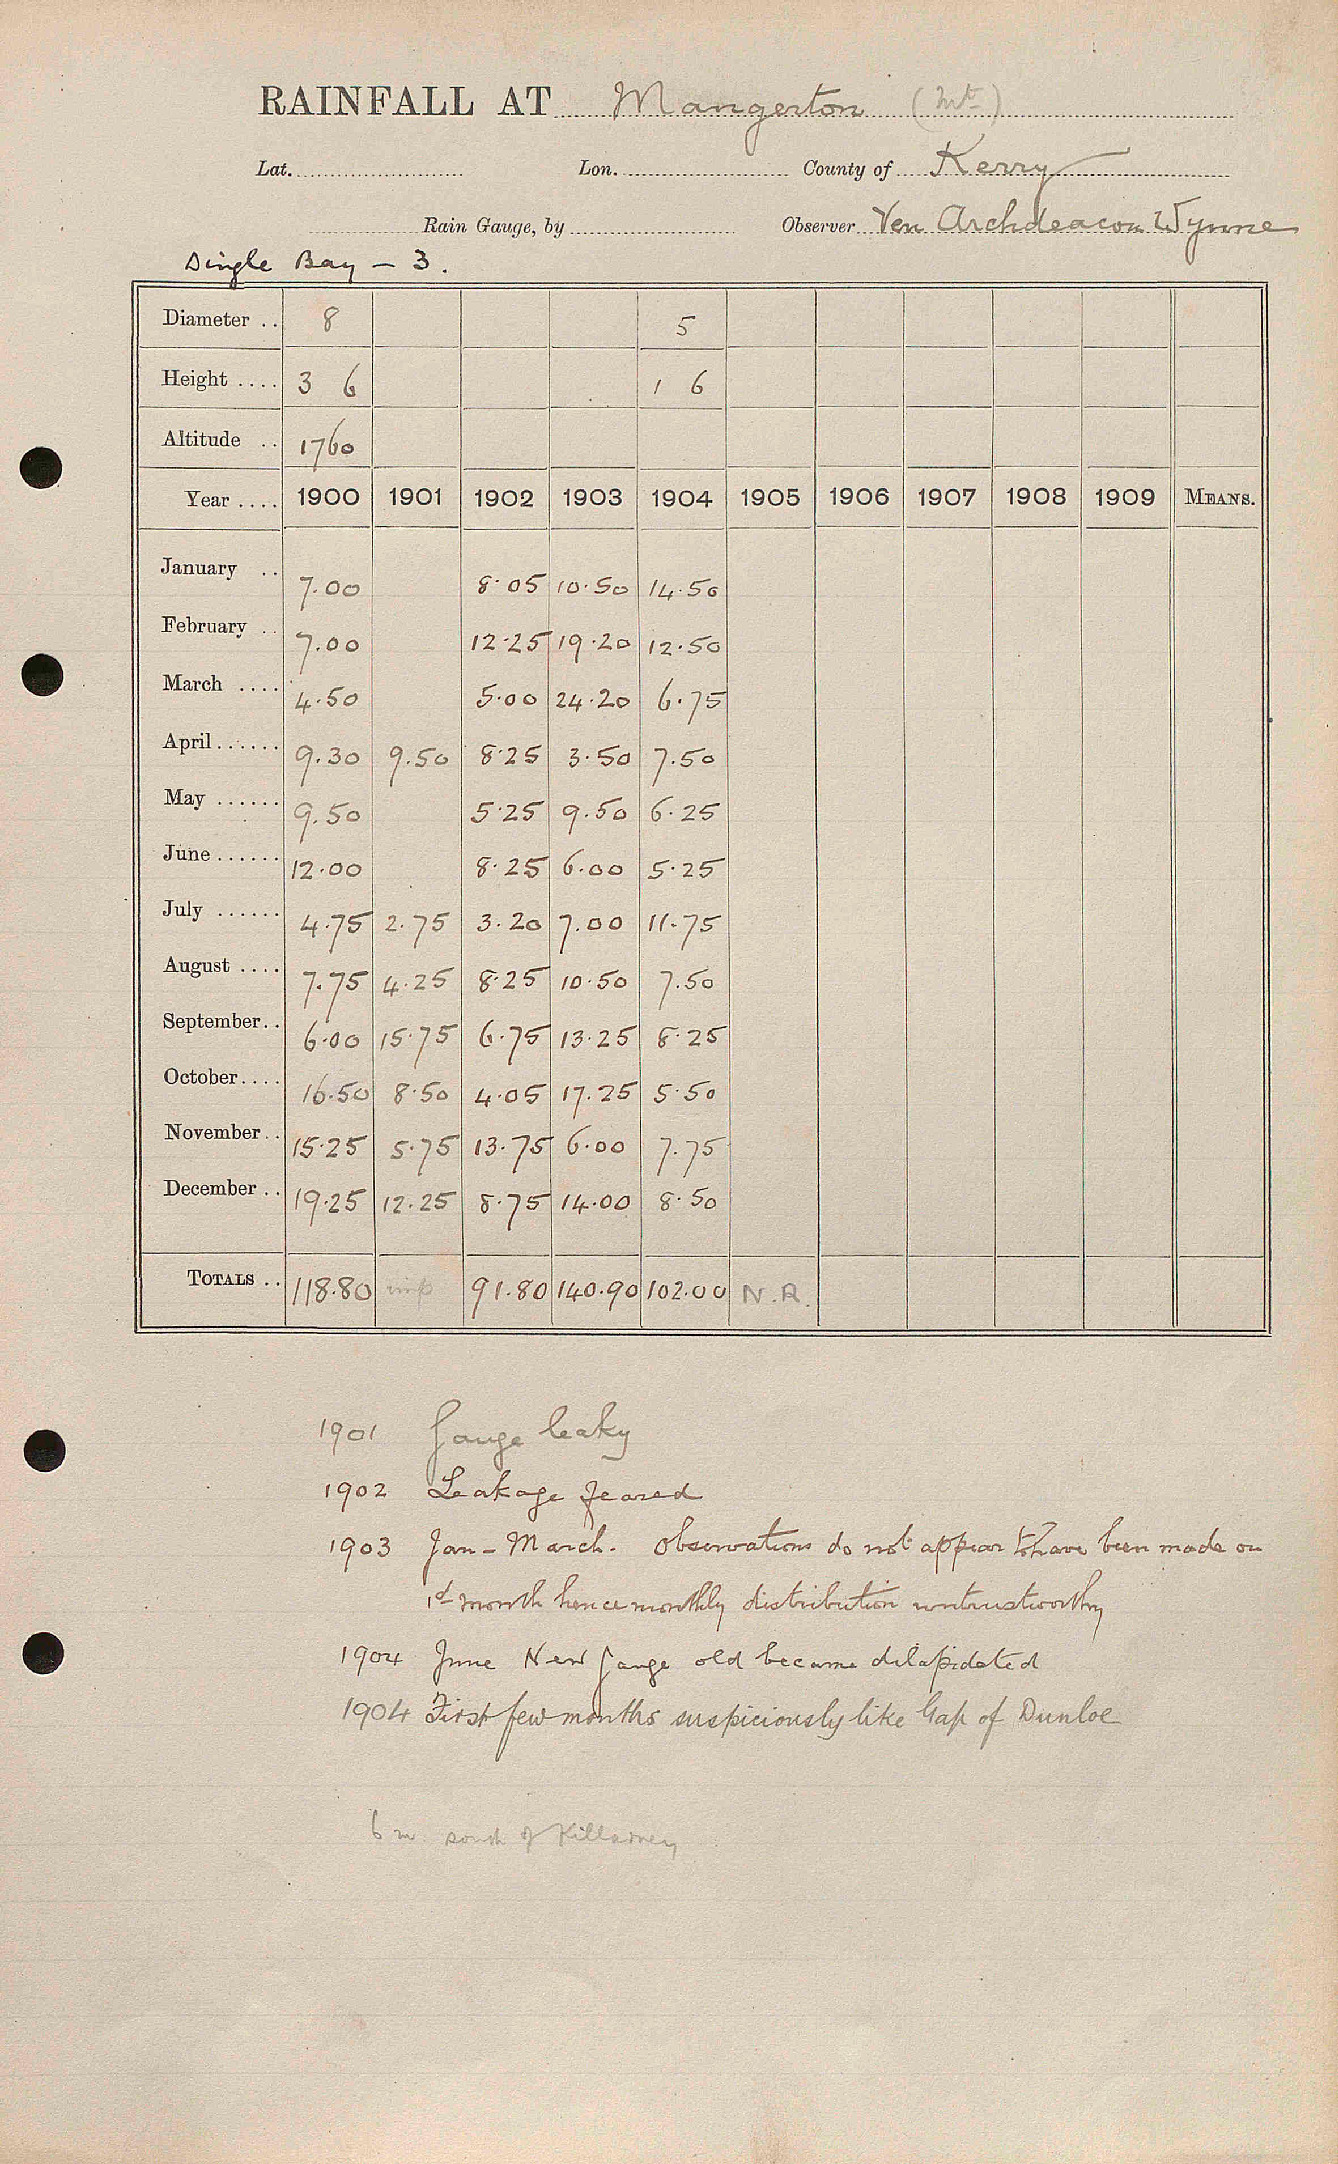 RAINFALL AT Mangerton (Mt)
Lat. Lon. County of Kerry
Rain Gauge, by Observer Ven Archdeacon Wynne
Dingle Bay – 3.
Diameter .. 8 5
Height .... 3 6 1 6
Altitude .. 1760
Year .... 1900 1901 1902 1903 1904 1905 1906 1907 1908 1909 MEANS.
January .. 7.00 8.05 10.50 14.50
February .. 7.00 12.25 19.20 12.50
March .... 4.50 5.00 24.20 6.75
April...... 9.30 9.50 8.25 3.50 7.50
May ...... 9.50 5.25 9.50 6.25
June ...... 12.00 8.25 6.00 5.25
July ...... 4.75 2.75 3.20 7.00 11.75
August .... 7.75 4.25 8.25 10.50 7.50
September.. 6.00 15.75 6.75 13.25 8.25
October.... 16.50 8.50 4.05 17.25 5.50
November.. 15.25 5.75 13.75 6.00 7.75
December .. 19.25 12.25 8.75 14.00 8.50
TOTALS .. 118.80 imp 91.80 140.90 102.00 N.R.
1901 Gauge leaky
1902 Leakage feared
1903 Jan – March. Observations do not appear to have been made on
1st month hence monthly distribution untrustworthy
1904 June New gauge old became dilapidated
1904 First few months suspiciously like Gap of Dunloe
6 m south of Killarney